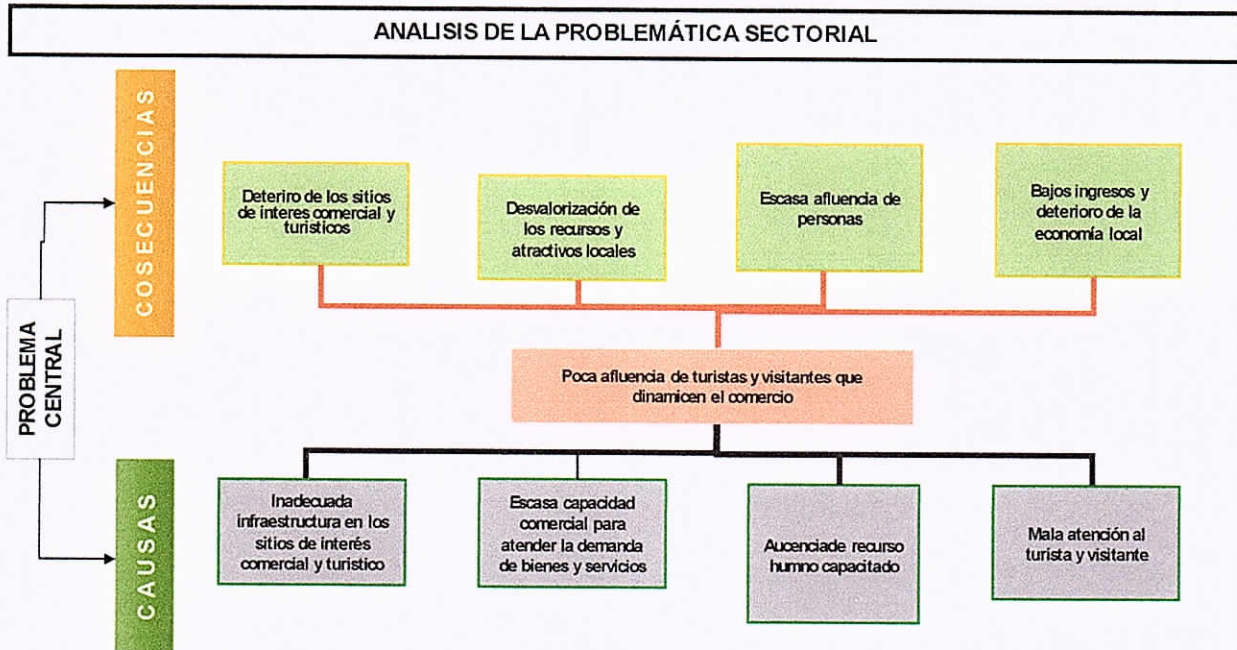 ANALISIS DE LA PROBLEMÁTICA SECTORIAL
COSECUENCIAS
Deteriro de los sitios
de interes comercial y
turisticos
Desvalorización de
los recursos y
atractivos locales
Escasa afluencia de
personas
Bajos ingresos y
deterioro de la
economía local
PROBLEMA
CENTRAL
Poca afluencia de turistas y visitantes que
dinamicen el comercio
CAUSAS
Inadecuada
infraestructura en los
sitios de interés
comercial y turistico
Escasa capacidad
comercial para
atender la demanda
de bienes y servicios
Aucenciade recurso
humno capacitado
Mala atención al
turista y visitante